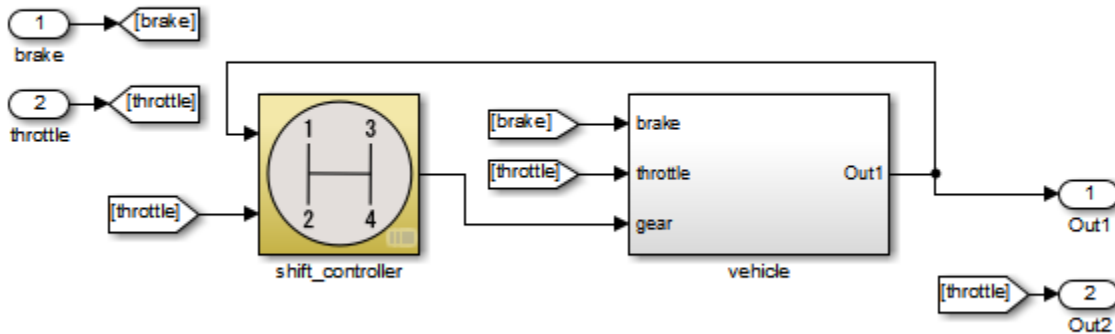 1
[brake]
brake
2
[throttle]
throttle
[throttle]
1 3
2 4
shift_controller
[brake]
[throttle]
brake
throttle
gear
Out1
vehicle
1
Out1
[throttle]
2
Out2